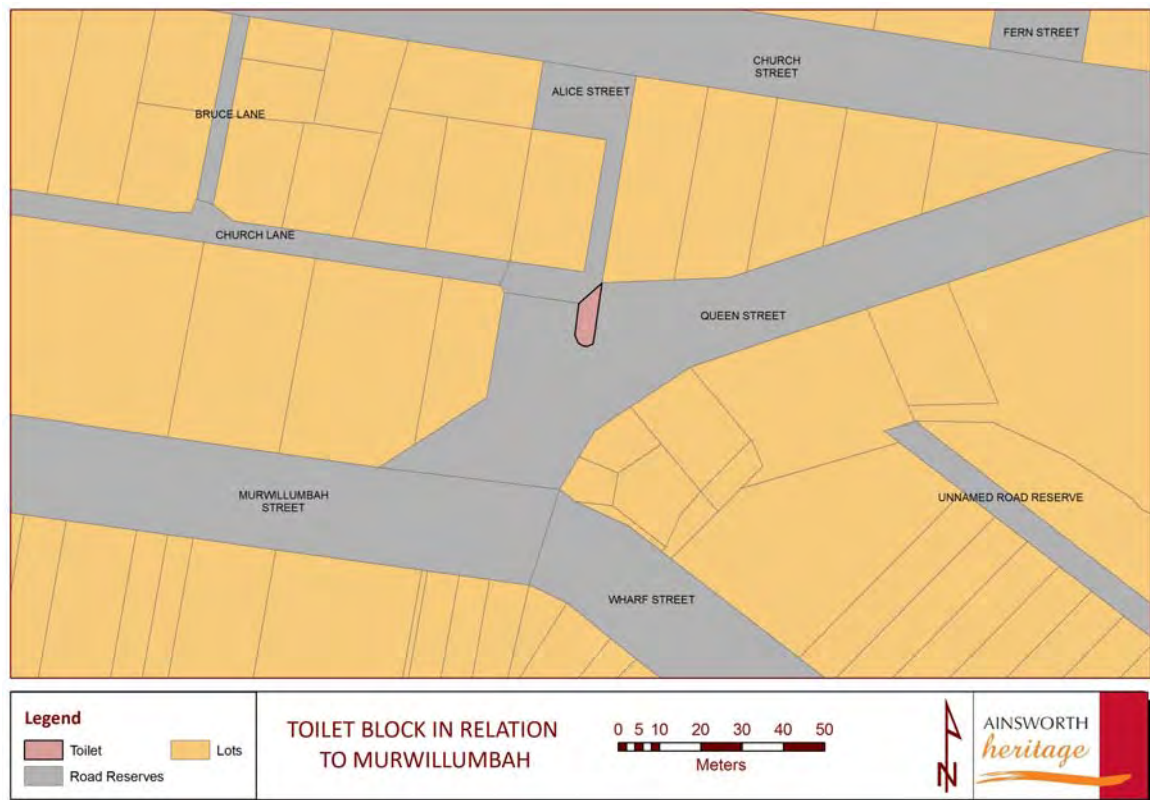 FERN STREET
CHURCH
STREET
ALICE STREET
BRUCE LANE
CHURCH LANE
QUEEN STREET
MURWILLUMBAH
STREET
UNNAMED ROAD RESERVE
WHARF STREET
Legend
Toilet
Lots
Road Reserves
TOILET BLOCK IN RELATION
TO MURWILLUMBAH
0 5 10 20 30 40 50
Meters
N
AINSWORTH
heritage